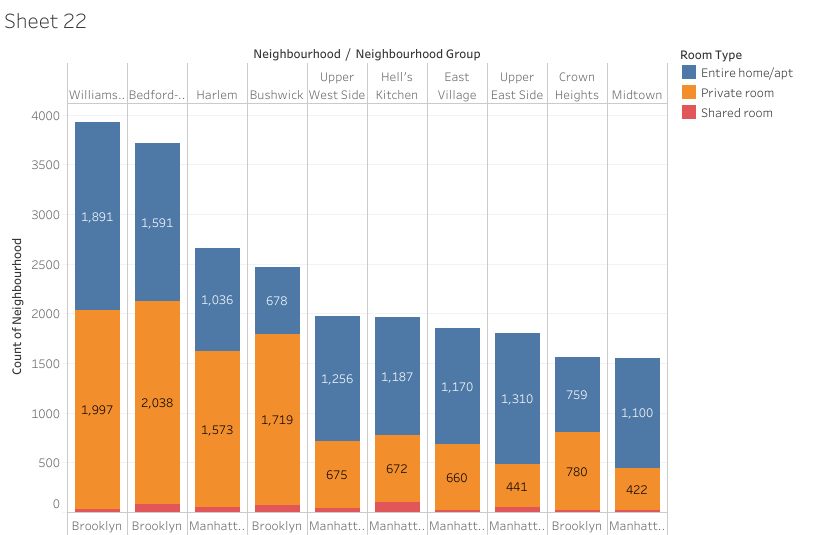 Sheet 22
Neighbourhood / Neighbourhood Group
Room Type
Entire home/apt
Private room
Shared room
Williams..
Bedford-..
Harlem
Bushwick
Upper
West Side
Hell's
Kitchen
East
Village
Upper
East Side
Crown
Heights
Midtown
Count of Neighbourhood
4000
3500
3000
2500
2000
1500
1000
500
0
1,891
1,997
1,591
2,038
1,036
1,573
678
1,719
1,256
675
1,187
672
1,170
660
1,310
441
759
780
1,100
422
Brooklyn
Brooklyn
Manhatt..
Brooklyn
Manhatt..
Manhatt..
Manhatt..
Manhatt..
Brooklyn
Manhatt..